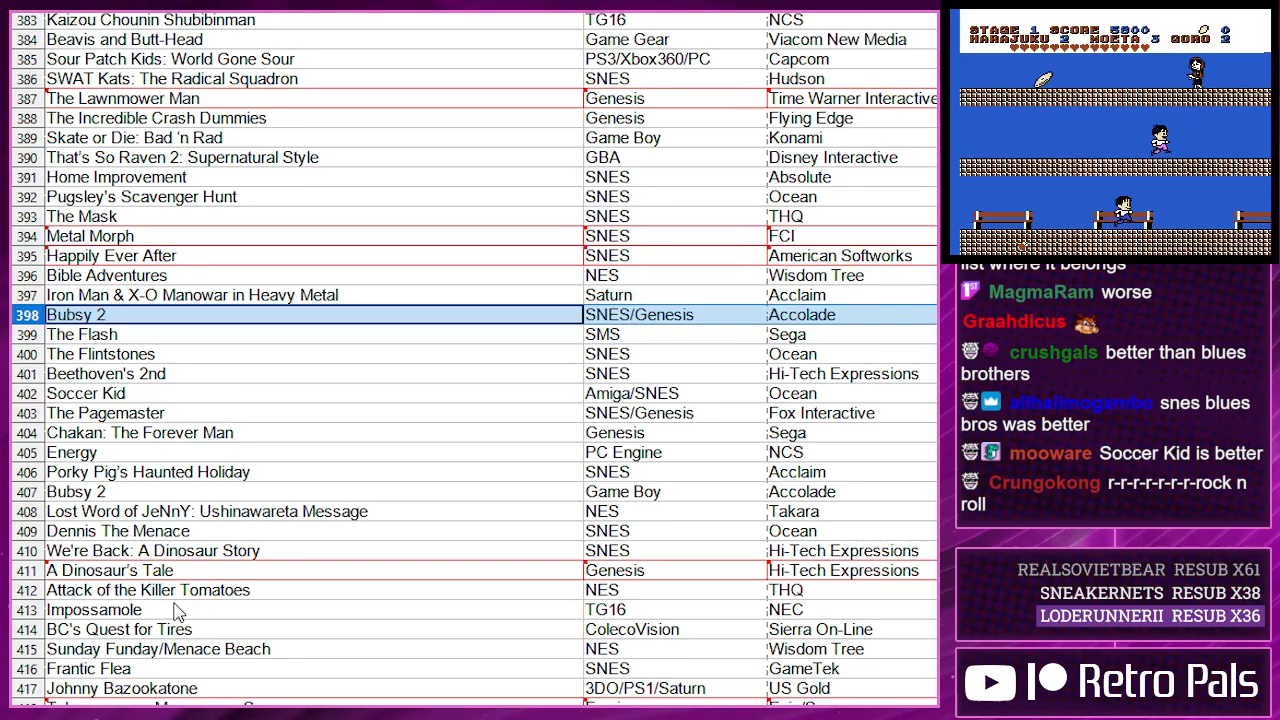 383 Kaizou Chounin Shubibinman TG16 NCS
384 Beavis and Butt-Head Game Gear Viacom New Media
385 Sour Patch Kids: World Gone Sour PS3/Xbox360/PC Capcom
386 SWAT Kats: The Radical Squadron SNES Hudson
387 The Lawnmower Man Genesis Time Warner Interactive
388 The Incredible Crash Dummies Genesis Flying Edge
389 Skate or Die: Bad 'n Rad Game Boy Konami
390 That's So Raven 2: Supernatural Style GBA Disney Interactive
391 Home Improvement SNES Absolute
392 Pugsley's Scavenger Hunt SNES Ocean
393 The Mask SNES THQ
394 Metal Morph SNES FCI
395 Happily Ever After SNES American Softworks
396 Bible Adventures NES Wisdom Tree
397 Iron Man & X-O Manowar in Heavy Metal Saturn Acclaim
398 Bubsy 2 SNES/Genesis Accolade
399 The Flash SMS Sega
400 The Flintstones SNES Ocean
401 Beethoven's 2nd SNES Hi-Tech Expressions
402 Soccer Kid Amiga/SNES Ocean
403 The Pagemaster SNES/Genesis Fox Interactive
404 Chakan: The Forever Man Genesis Sega
405 Energy PC Engine NCS
406 Porky Pig's Haunted Holiday SNES Acclaim
407 Bubsy 2 Game Boy Accolade
408 Lost Word of JeNnY: Ushinawareta Message NES Takara
409 Dennis The Menace SNES Ocean
410 We're Back: A Dinosaur Story SNES Hi-Tech Expressions
411 A Dinosaur's Tale Genesis Hi-Tech Expressions
412 Attack of the Killer Tomatoes NES THQ
413 Impossamole TG16 NEC
414 BC's Quest for Tires ColecoVision Sierra On-Line
415 Sunday Funday/Menace Beach NES Wisdom Tree
416 Frantic Flea SNES GameTek
417 Johnny Bazookatone 3DO/PS1/Saturn US Gold
STAGE 1 SCORE 5800 0
HARAJUKU 2 MOETA 3 GORO 2
list where it belongs
1ST MagmaRam worse
Graahdicus
crushgals better than blues
brothers
allhailmogambo snes blues
bros was better
mooware Soccer Kid is better
Crungokong r-r-r-r-r-r-r-rock n
roll
REALSOVIETBEAR RESUB X61
SNEAKERNETS RESUB X38
LODERUNNERII RESUB X36
Retro Pals